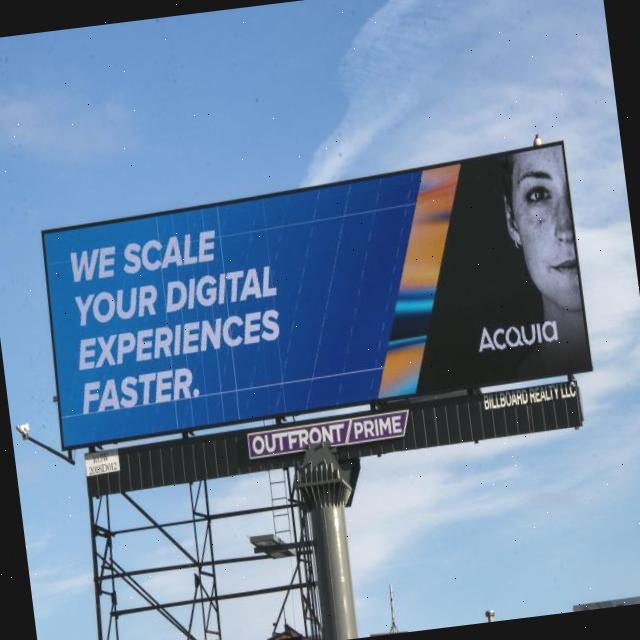 WE SCALE
YOUR DIGITAL
EXPERIENCES
FASTER.
ACQUIA
OUTFRONT/PRIME
BILLBOARD REALTY LLC